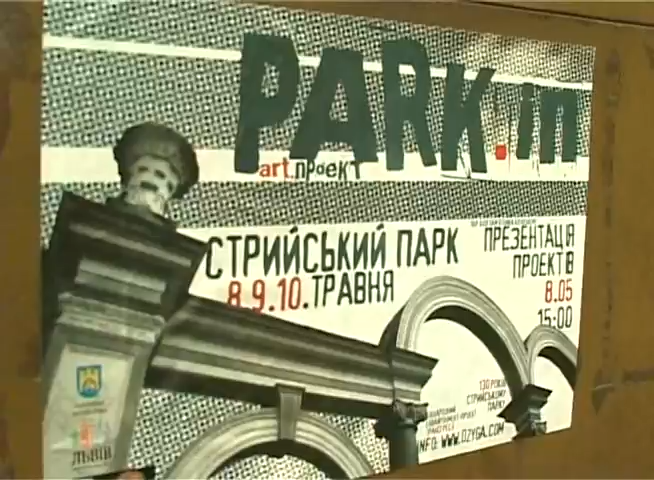 PARK.in
art.проект
СТРИЙСЬКИЙ ПАРК
8.9.10.ТРАВНЯ
ПРЕЗЕНТАЦІЯ
ПРОЕКТІВ
8.05
15-00
130 РОКІВ
СТРИЙСЬКОМУ
ПАРКУ
INFO: WWW.DZYGA.COM
ЛЬВІВ